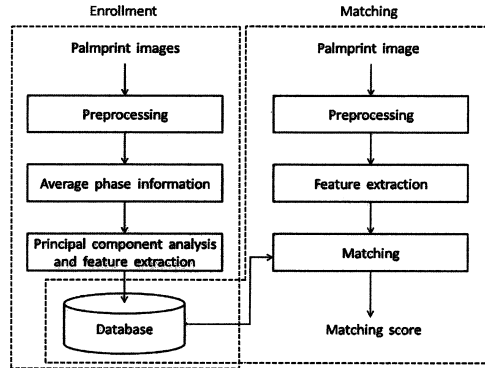 Enrollment
Palmprint images
Preprocessing
Average phase information
Principal component analysis
and feature extraction
Database
Matching
Palmprint image
Preprocessing
Feature extraction
Matching
Matching score